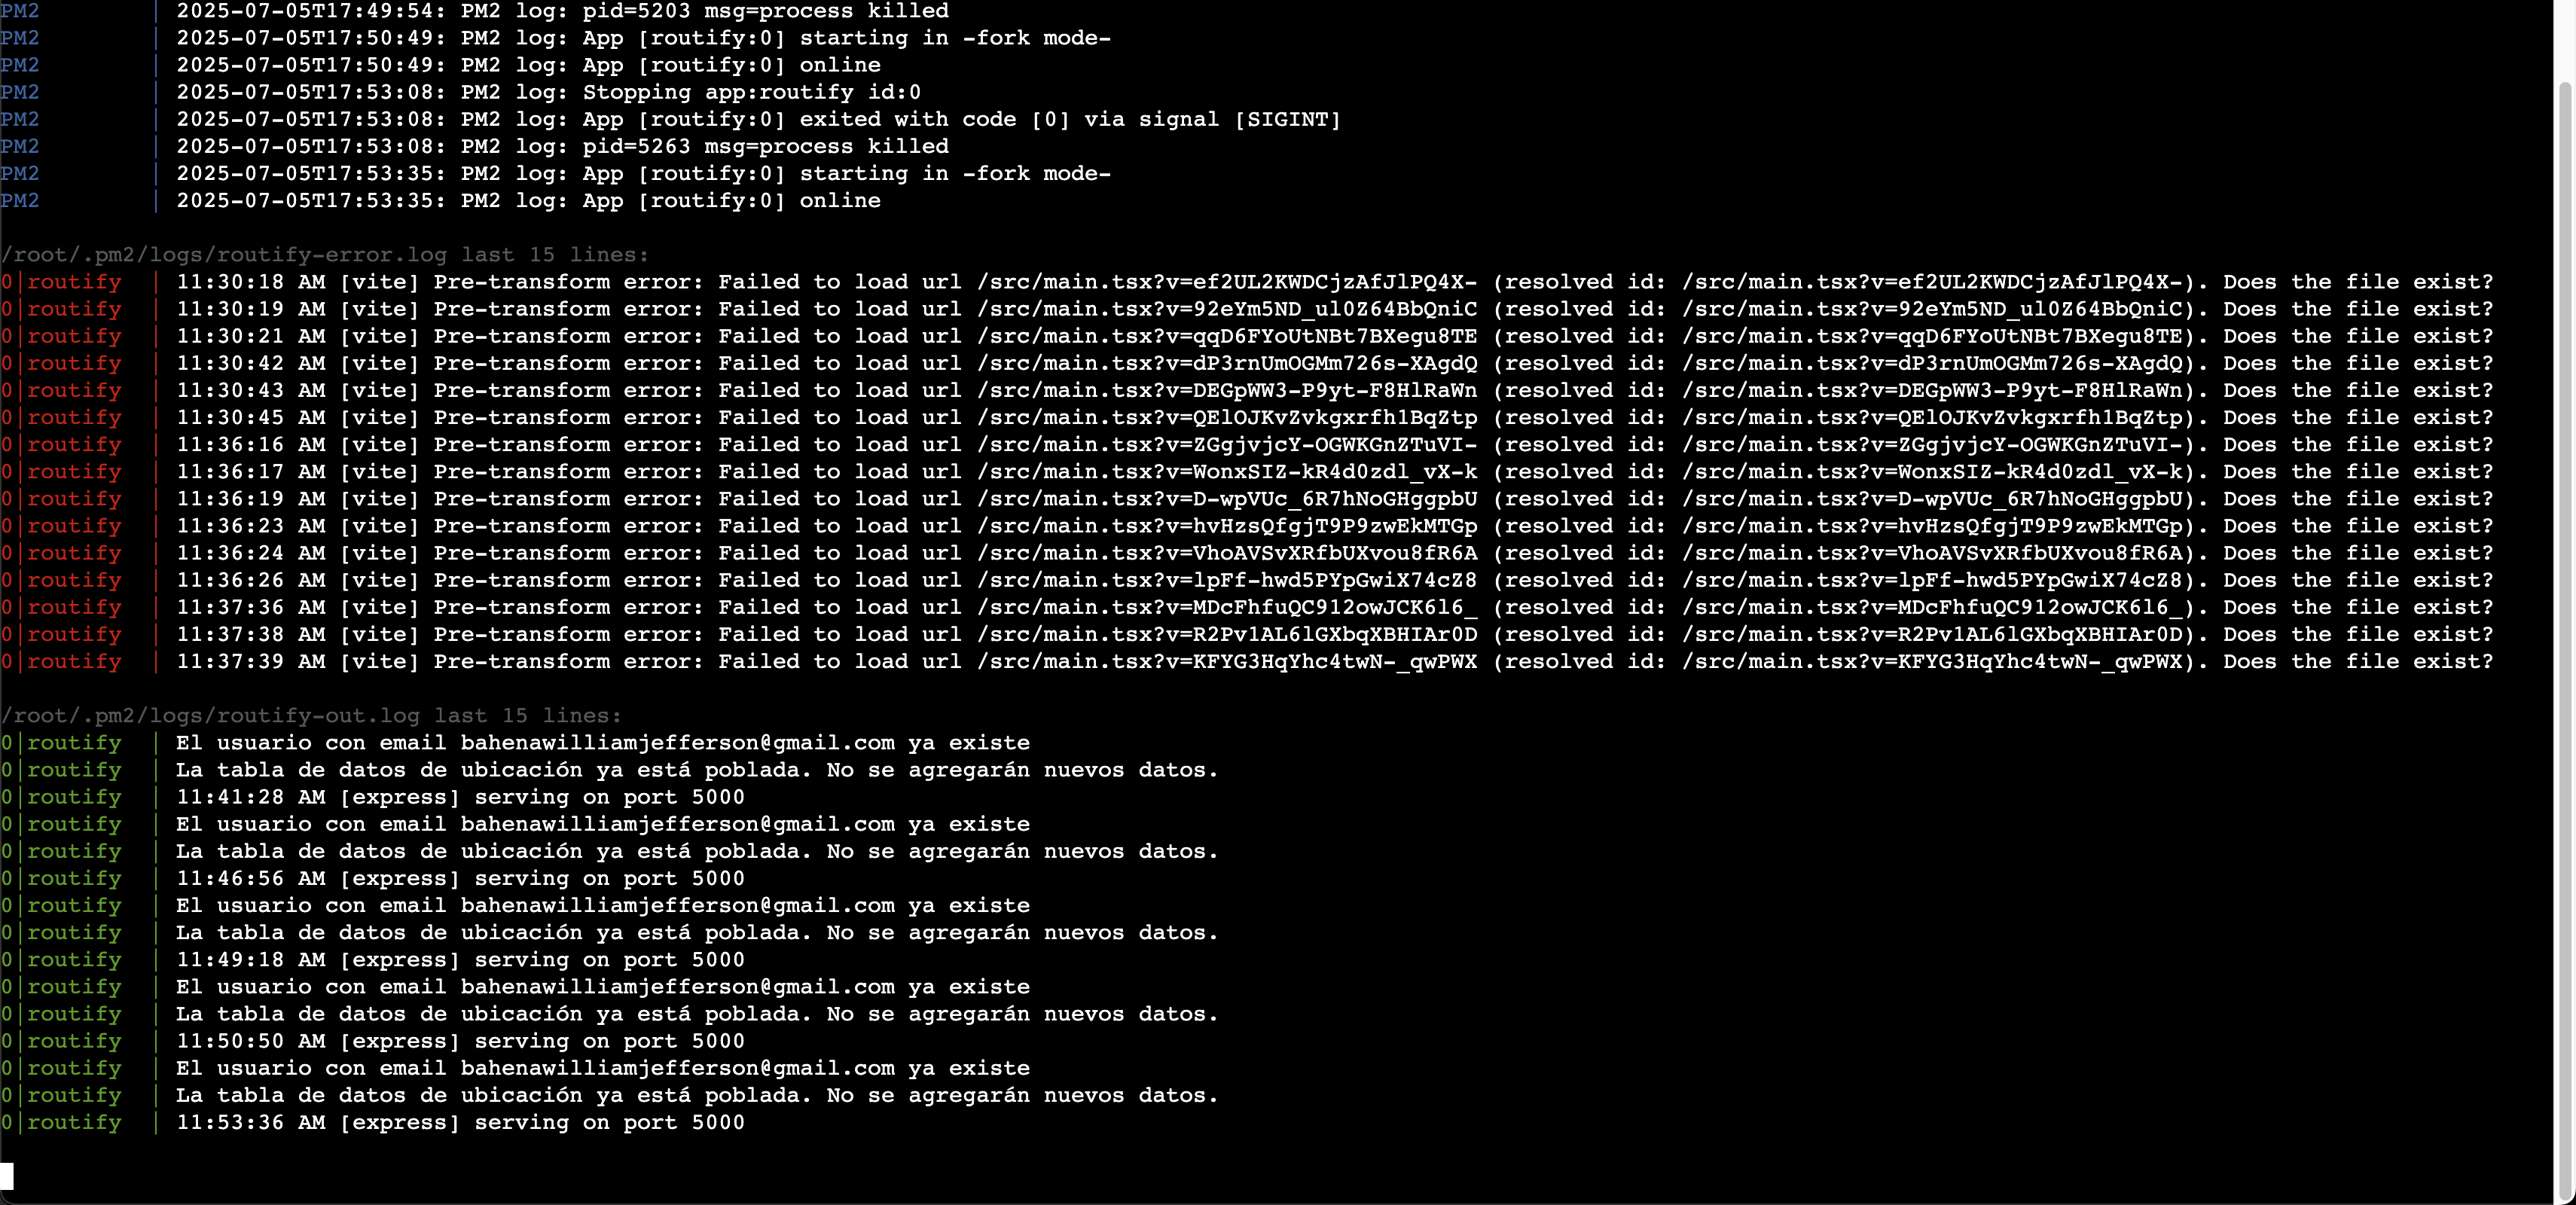 PM2 | 2025-07-05T17:49:54: PM2 log: pid=5203 msg=process killed
PM2 | 2025-07-05T17:50:49: PM2 log: App [routify:0] starting in -fork mode-
PM2 | 2025-07-05T17:50:49: PM2 log: App [routify:0] online
PM2 | 2025-07-05T17:53:08: PM2 log: Stopping app:routify id:0
PM2 | 2025-07-05T17:53:08: PM2 log: App [routify:0] exited with code [0] via signal [SIGINT]
PM2 | 2025-07-05T17:53:08: PM2 log: pid=5263 msg=process killed
PM2 | 2025-07-05T17:53:35: PM2 log: App [routify:0] starting in -fork mode-
PM2 | 2025-07-05T17:53:35: PM2 log: App [routify:0] online
/root/.pm2/logs/routify-error.log last 15 lines:
0|routify | 11:30:18 AM [vite] Pre-transform error: Failed to load url /src/main.tsx?v=ef2UL2KWDCjzAfJlPQ4X- (resolved id: /src/main.tsx?v=ef2UL2KWDCjzAfJlPQ4X-). Does the file exist?
0|routify | 11:30:19 AM [vite] Pre-transform error: Failed to load url /src/main.tsx?v=92eYm5ND_ul0Z64BbQniC (resolved id: /src/main.tsx?v=92eYm5ND_ul0Z64BbQniC). Does the file exist?
0|routify | 11:30:21 AM [vite] Pre-transform error: Failed to load url /src/main.tsx?v=qqD6FYoUtNBt7BXegu8TE (resolved id: /src/main.tsx?v=qqD6FYoUtNBt7BXegu8TE). Does the file exist?
0|routify | 11:30:42 AM [vite] Pre-transform error: Failed to load url /src/main.tsx?v=dP3rnUmOGMm726s-XAgdQ (resolved id: /src/main.tsx?v=dP3rnUmOGMm726s-XAgdQ). Does the file exist?
0|routify | 11:30:43 AM [vite] Pre-transform error: Failed to load url /src/main.tsx?v=DEGpWW3-P9yt-F8HlRaWn (resolved id: /src/main.tsx?v=DEGpWW3-P9yt-F8HlRaWn). Does the file exist?
0|routify | 11:30:45 AM [vite] Pre-transform error: Failed to load url /src/main.tsx?v=QElOJKvZvkgxrfh1BqZtp (resolved id: /src/main.tsx?v=QElOJKvZvkgxrfh1BqZtp). Does the file exist?
0|routify | 11:36:16 AM [vite] Pre-transform error: Failed to load url /src/main.tsx?v=ZGgjvjcY-OGWKGnZTuVI- (resolved id: /src/main.tsx?v=ZGgjvjcY-OGWKGnZTuVI-). Does the file exist?
0|routify | 11:36:17 AM [vite] Pre-transform error: Failed to load url /src/main.tsx?v=WonxSIZ-kR4d0zdl_vX-k (resolved id: /src/main.tsx?v=WonxSIZ-kR4d0zdl_vX-k). Does the file exist?
0|routify | 11:36:19 AM [vite] Pre-transform error: Failed to load url /src/main.tsx?v=D-wpVUc_6R7hNoGHggpbU (resolved id: /src/main.tsx?v=D-wpVUc_6R7hNoGHggpbU). Does the file exist?
0|routify | 11:36:23 AM [vite] Pre-transform error: Failed to load url /src/main.tsx?v=hvHzsQfgjT9P9zwEkMTGp (resolved id: /src/main.tsx?v=hvHzsQfgjT9P9zwEkMTGp). Does the file exist?
0|routify | 11:36:24 AM [vite] Pre-transform error: Failed to load url /src/main.tsx?v=VhoAVSvXRfbUXvou8fR6A (resolved id: /src/main.tsx?v=VhoAVSvXRfbUXvou8fR6A). Does the file exist?
0|routify | 11:36:26 AM [vite] Pre-transform error: Failed to load url /src/main.tsx?v=lpFf-hwd5PYpGwiX74cZ8 (resolved id: /src/main.tsx?v=lpFf-hwd5PYpGwiX74cZ8). Does the file exist?
0|routify | 11:37:36 AM [vite] Pre-transform error: Failed to load url /src/main.tsx?v=MDcFhfuQC912owJCK6l6_ (resolved id: /src/main.tsx?v=MDcFhfuQC912owJCK6l6_). Does the file exist?
0|routify | 11:37:38 AM [vite] Pre-transform error: Failed to load url /src/main.tsx?v=R2Pv1AL6lGXbqXBHIAr0D (resolved id: /src/main.tsx?v=R2Pv1AL6lGXbqXBHIAr0D). Does the file exist?
0|routify | 11:37:39 AM [vite] Pre-transform error: Failed to load url /src/main.tsx?v=KFYG3HqYhc4twN-_qwPWX (resolved id: /src/main.tsx?v=KFYG3HqYhc4twN-_qwPWX). Does the file exist?
/root/.pm2/logs/routify-out.log last 15 lines:
0|routify | El usuario con email bahenawilliamjefferson@gmail.com ya existe
0|routify | La tabla de datos de ubicación ya está poblada. No se agregarán nuevos datos.
0|routify | 11:41:28 AM [express] serving on port 5000
0|routify | El usuario con email bahenawilliamjefferson@gmail.com ya existe
0|routify | La tabla de datos de ubicación ya está poblada. No se agregarán nuevos datos.
0|routify | 11:46:56 AM [express] serving on port 5000
0|routify | El usuario con email bahenawilliamjefferson@gmail.com ya existe
0|routify | La tabla de datos de ubicación ya está poblada. No se agregarán nuevos datos.
0|routify | 11:49:18 AM [express] serving on port 5000
0|routify | El usuario con email bahenawilliamjefferson@gmail.com ya existe
0|routify | La tabla de datos de ubicación ya está poblada. No se agregarán nuevos datos.
0|routify | 11:50:50 AM [express] serving on port 5000
0|routify | El usuario con email bahenawilliamjefferson@gmail.com ya existe
0|routify | La tabla de datos de ubicación ya está poblada. No se agregarán nuevos datos.
0|routify | 11:53:36 AM [express] serving on port 5000